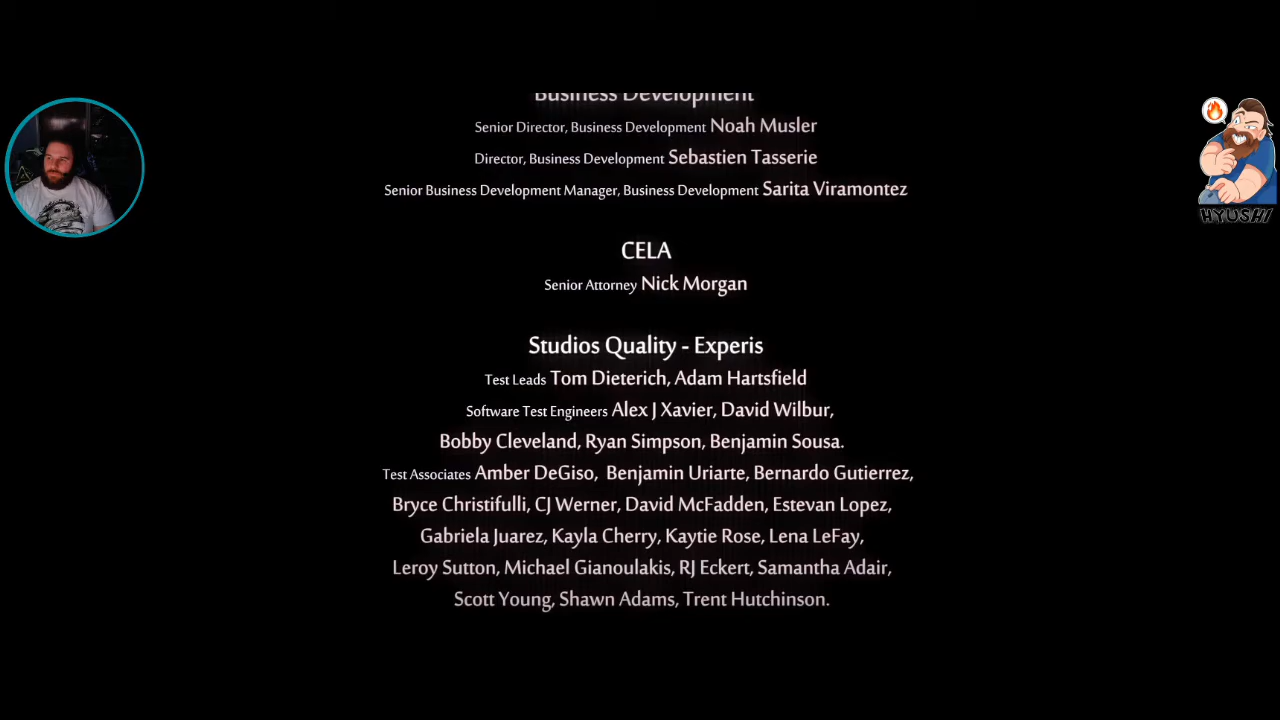 Business Development
Senior Director, Business Development Noah Musler
Director, Business Development Sebastien Tasserie
Senior Business Development Manager, Business Development Sarita Viramontez
CELA
Senior Attorney Nick Morgan
Studios Quality - Experis
Test Leads Tom Dieterich, Adam Hartsfield
Software Test Engineers Alex J Xavier, David Wilbur,
Bobby Cleveland, Ryan Simpson, Benjamin Sousa.
Test Associates Amber DeGiso,  Benjamin Uriarte, Bernardo Gutierrez,
Bryce Christifulli, CJ Werner, David McFadden, Estevan Lopez,
Gabriela Juarez, Kayla Cherry, Kaytie Rose, Lena LeFay,
Leroy Sutton, Michael Gianoulakis, RJ Eckert, Samantha Adair,
Scott Young, Shawn Adams, Trent Hutchinson.
HYUSHI